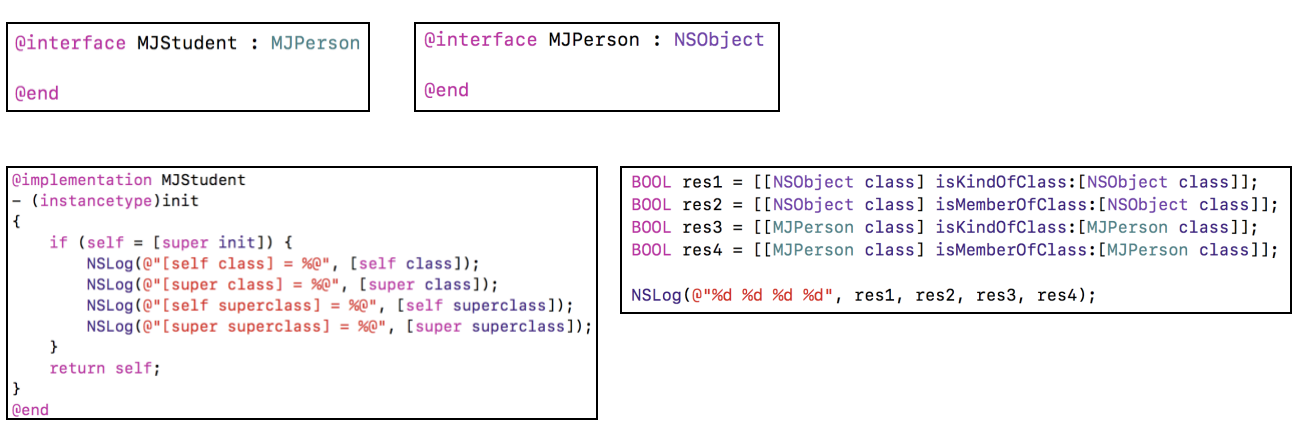 @interface MJStudent : MJPerson
@end
@interface MJPerson : NSObject
@end
@implementation MJStudent
- (instancetype)init
{
    if (self = [super init]) {
        NSLog(@"[self class] = %@", [self class]);
        NSLog(@"[super class] = %@", [super class]);
        NSLog(@"[self superclass] = %@", [self superclass]);
        NSLog(@"[super superclass] = %@", [super superclass]);
    }
    return self;
}
@end
BOOL res1 = [[NSObject class] isKindOfClass:[NSObject class]];
BOOL res2 = [[NSObject class] isMemberOfClass:[NSObject class]];
BOOL res3 = [[MJPerson class] isKindOfClass:[MJPerson class]];
BOOL res4 = [[MJPerson class] isMemberOfClass:[MJPerson class]];
NSLog(@"%d %d %d %d", res1, res2, res3, res4);